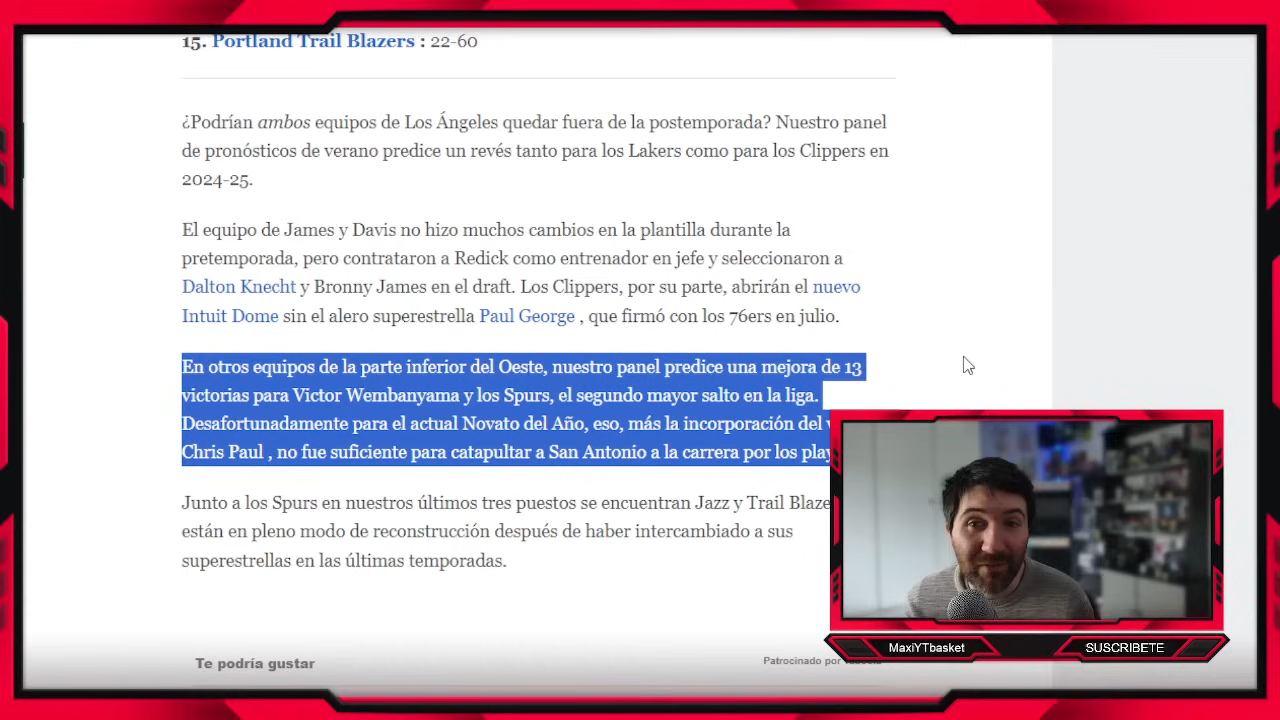 15. Portland Trail Blazers : 22-60
¿Podrían ambos equipos de Los Ángeles quedar fuera de la postemporada? Nuestro panel
de pronósticos de verano predice un revés tanto para los Lakers como para los Clippers en
2024-25.
El equipo de James y Davis no hizo muchos cambios en la plantilla durante la
pretemporada, pero contrataron a Redick como entrenador en jefe y seleccionaron a
Dalton Knecht y Bronny James en el draft. Los Clippers, por su parte, abrirán el nuevo
Intuit Dome sin el alero superestrella Paul George , que firmó con los 76ers en julio.
En otros equipos de la parte inferior del Oeste, nuestro panel predice una mejora de 13
victorias para Victor Wembanyama y los Spurs, el segundo mayor salto en la liga.
Desafortunadamente para el actual Novato del Año, eso, más la incorporación del
Chris Paul , no fue suficiente para catapultar a San Antonio a la carrera por los
Junto a los Spurs en nuestros últimos tres puestos se encuentran Jazz y Trail
están en pleno modo de reconstrucción después de haber intercambiado a sus
superestrellas en las últimas temporadas.
Te podría gustar
Patrocinado por
MaxiYTbasket
SUSCRIBETE